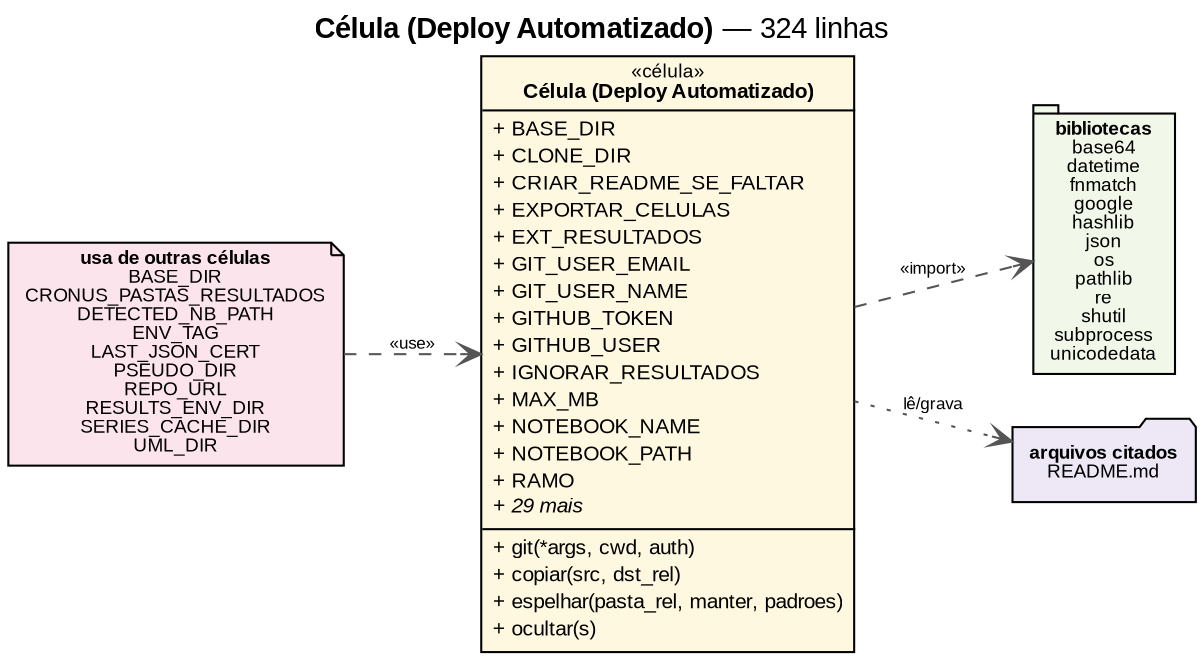 Célula (Deploy Automatizado) — 324 linhas
usa de outras células
BASE_DIR
CRONUS_PASTAS_RESULTADOS
DETECTED_NB_PATH
ENV_TAG
LAST_JSON_CERT
PSEUDO_DIR
REPO_URL
RESULTS_ENV_DIR
SERIES_CACHE_DIR
UML_DIR
«use»
«célula»
Célula (Deploy Automatizado)
+ BASE_DIR
+ CLONE_DIR
+ CRIAR_README_SE_FALTAR
+ EXPORTAR_CELULAS
+ EXT_RESULTADOS
+ GIT_USER_EMAIL
+ GIT_USER_NAME
+ GITHUB_TOKEN
+ GITHUB_USER
+ IGNORAR_RESULTADOS
+ MAX_MB
+ NOTEBOOK_NAME
+ NOTEBOOK_PATH
+ RAMO
+ 29 mais
+ git(*args, cwd, auth)
+ copiar(src, dst_rel)
+ espelhar(pasta_rel, manter, padroes)
+ ocultar(s)
«import»
bibliotecas
base64
datetime
fnmatch
google
hashlib
json
os
pathlib
re
shutil
subprocess
unicodedata
lê/grava
arquivos citados
README.md